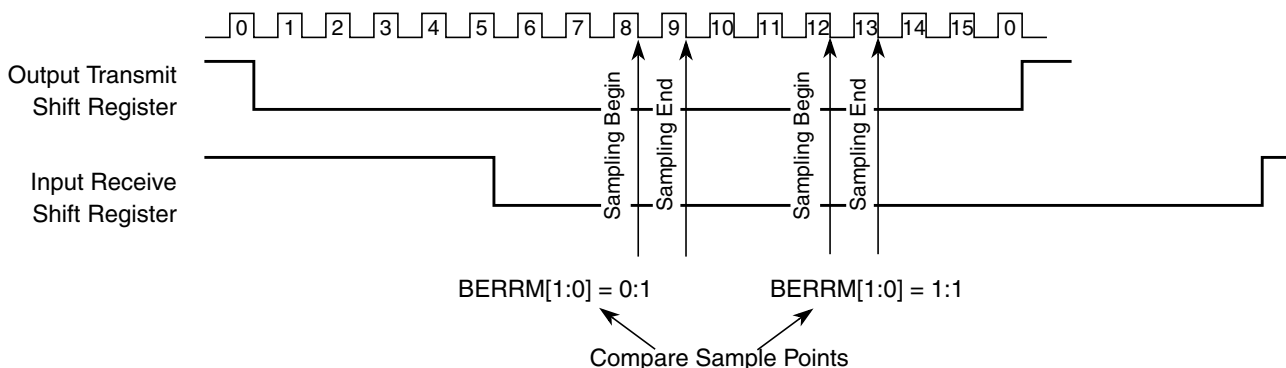 0 1 2 3 4 5 6 7 8 9 10 11 12 13 14 15 0
Output Transmit
Shift Register
Input Receive
Shift Register
Sampling Begin
Sampling End
Sampling Begin
Sampling End
BERRM[1:0] = 0:1
BERRM[1:0] = 1:1
Compare Sample Points